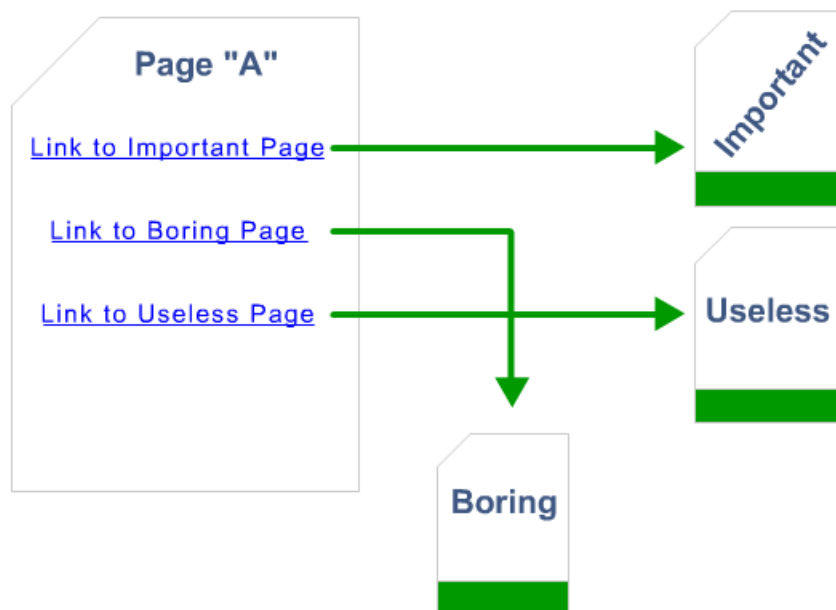 Page "A"
Link to Important Page
Link to Boring Page
Link to Useless Page
Important
Useless
Boring